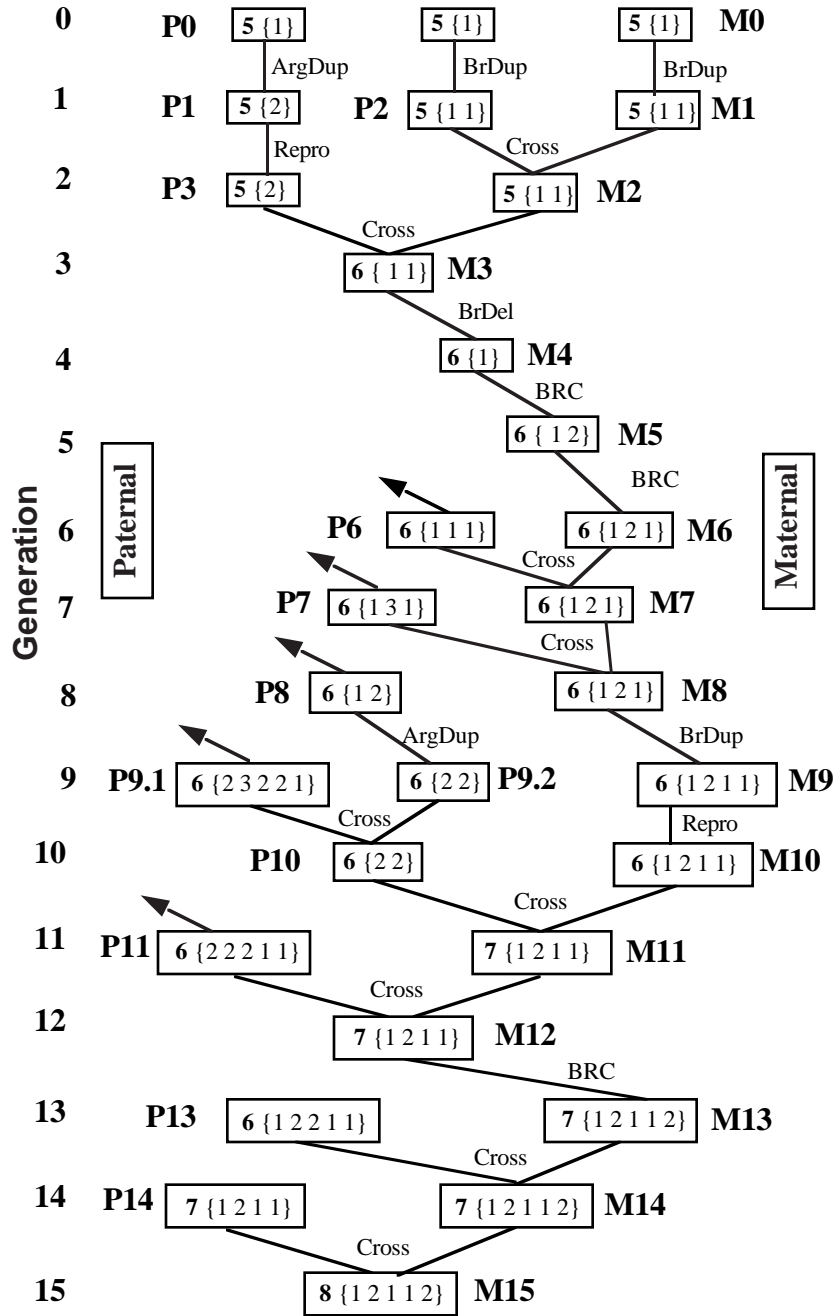 0 P0 5 {1} 5 {1} 5 {1} M0
ArgDup BrDup BrDup
1 P1 5 {2} P2 5 {1 1} 5 {1 1} M1
Repro Cross
2 P3 5 {2} 5 {1 1} M2
Cross
3 6 { 1 1} M3
BrDel
4 6 {1} M4
BRC
5 6 { 1 2} M5
Generation
Paternal
Maternal
BRC
6 P6 6 {1 1 1} 6 {1 2 1} M6
Cross
7 P7 6 {1 3 1} 6 {1 2 1} M7
Cross
8 P8 6 {1 2} 6 {1 2 1} M8
ArgDup BrDup
9 P9.1 6 {2 3 2 2 1} 6 {2 2} P9.2 6 {1 2 1 1} M9
Cross Repro
10 P10 6 {2 2} 6 {1 2 1 1} M10
Cross
11 P11 6 {2 2 2 1 1} 7 {1 2 1 1} M11
Cross
12 7 {1 2 1 1} M12
BRC
13 P13 6 {1 2 2 1 1} 7 {1 2 1 1 2} M13
Cross
14 P14 7 {1 2 1 1} 7 {1 2 1 1 2} M14
Cross
15 8 {1 2 1 1 2} M15